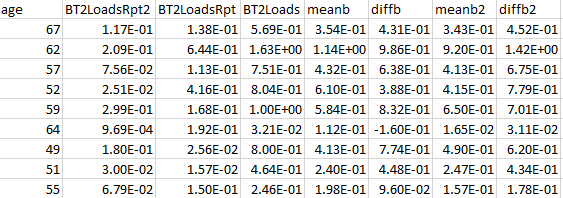 age BT2LoadsRpt2 BT2LoadsRpt BT2Loads meanb diffb meanb2 diffb2
67 1.17E-01 1.38E-01 5.69E-01 3.54E-01 4.31E-01 3.43E-01 4.52E-01
62 2.09E-01 6.44E-01 1.63E+00 1.14E+00 9.86E-01 9.20E-01 1.42E+00
57 7.56E-02 1.13E-01 7.51E-01 4.32E-01 6.38E-01 4.13E-01 6.75E-01
52 2.51E-02 4.16E-01 8.04E-01 6.10E-01 3.88E-01 4.15E-01 7.79E-01
59 2.99E-01 1.68E-01 1.00E+00 5.84E-01 8.32E-01 6.50E-01 7.01E-01
64 9.69E-04 1.92E-01 3.21E-02 1.12E-01 -1.60E-01 1.65E-02 3.11E-02
49 1.80E-01 2.56E-02 8.00E-01 4.13E-01 7.74E-01 4.90E-01 6.20E-01
51 3.00E-02 1.57E-02 4.64E-01 2.40E-01 4.48E-01 2.47E-01 4.34E-01
55 6.79E-02 1.50E-01 2.46E-01 1.98E-01 9.60E-02 1.57E-01 1.78E-01